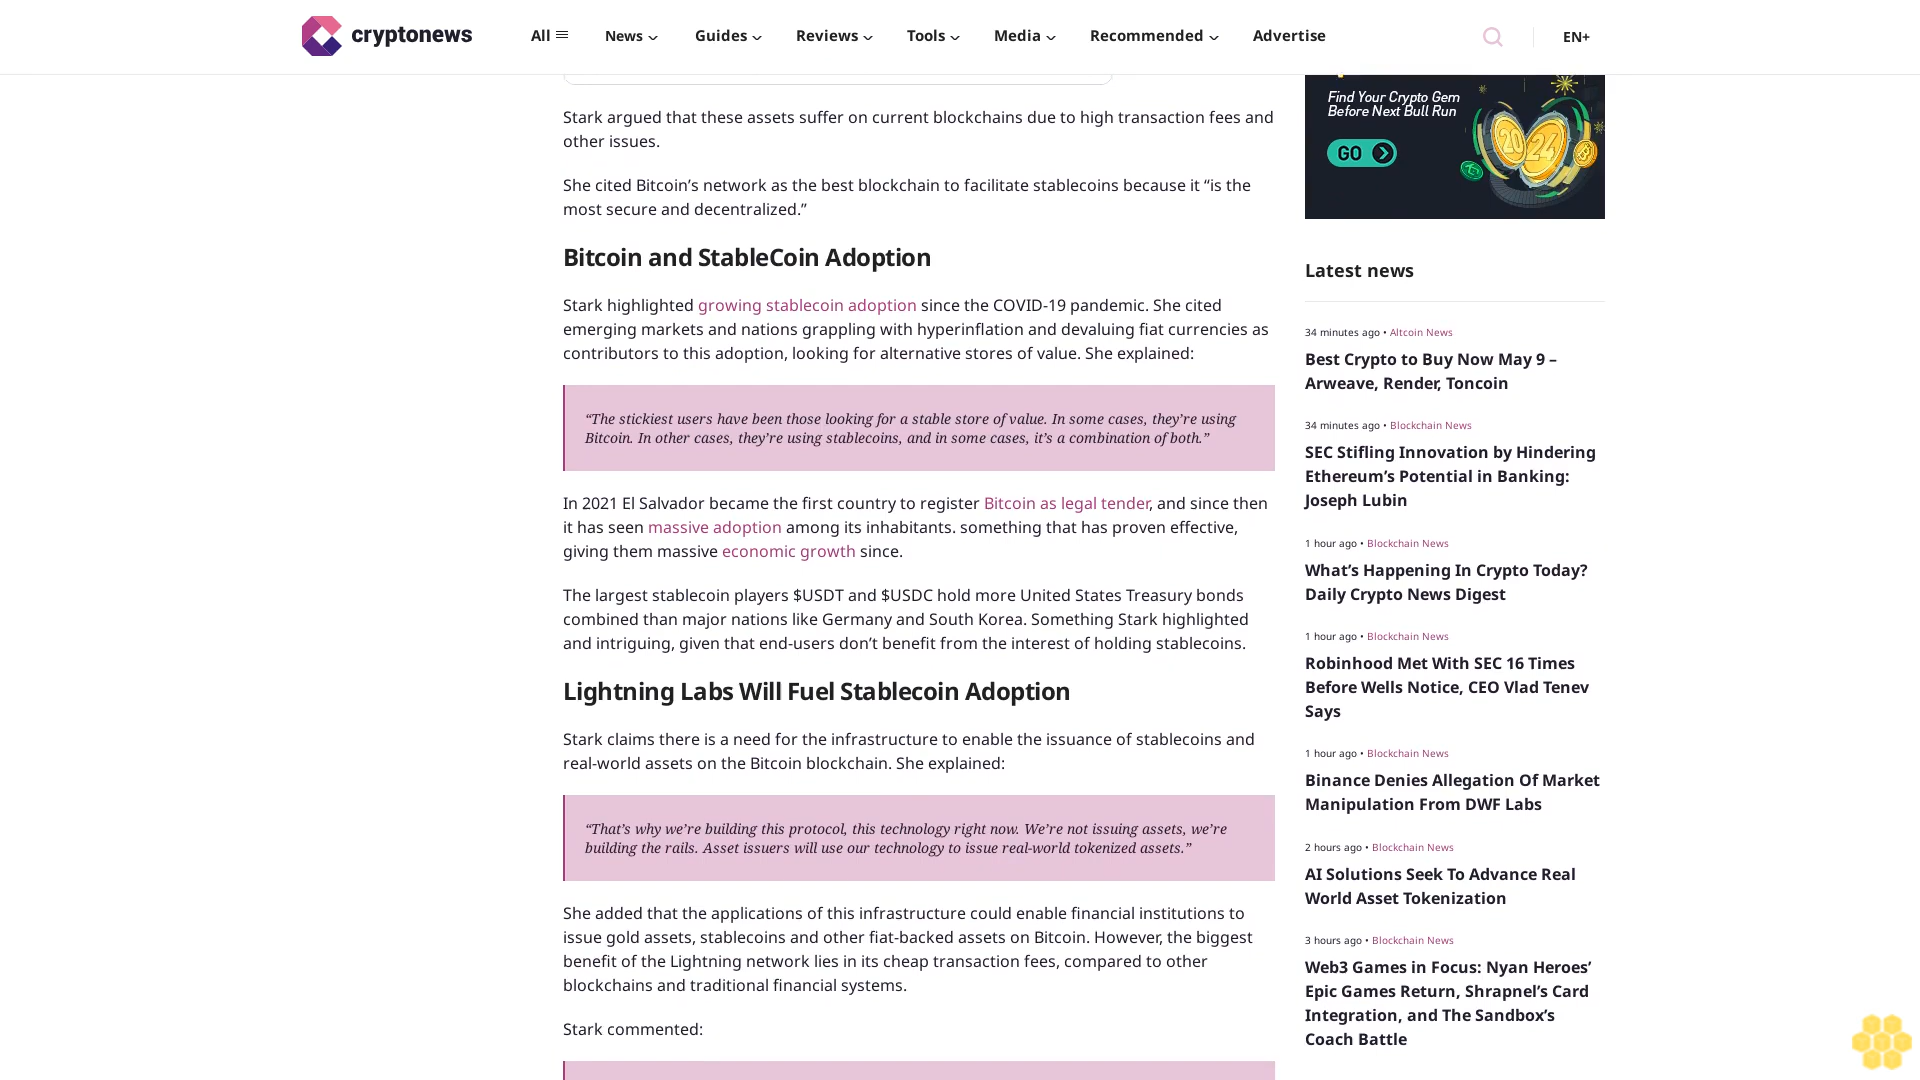 cryptonews
All
News
Guides
Reviews
Tools
Media
Recommended
Advertise
EN+
Stark argued that these assets suffer on current blockchains due to high transaction fees and
other issues.
She cited Bitcoin’s network as the best blockchain to facilitate stablecoins because it “is the
most secure and decentralized.”
Bitcoin and StableCoin Adoption
Stark highlighted growing stablecoin adoption since the COVID-19 pandemic. She cited
emerging markets and nations grappling with hyperinflation and devaluing fiat currencies as
contributors to this adoption, looking for alternative stores of value. She explained:
“The stickiest users have been those looking for a stable store of value. In some cases, they’re using
Bitcoin. In other cases, they’re using stablecoins, and in some cases, it’s a combination of both.”
In 2021 El Salvador became the first country to register Bitcoin as legal tender, and since then
it has seen massive adoption among its inhabitants. something that has proven effective,
giving them massive economic growth since.
The largest stablecoin players $USDT and $USDC hold more United States Treasury bonds
combined than major nations like Germany and South Korea. Something Stark highlighted
and intriguing, given that end-users don’t benefit from the interest of holding stablecoins.
Lightning Labs Will Fuel Stablecoin Adoption
Stark claims there is a need for the infrastructure to enable the issuance of stablecoins and
real-world assets on the Bitcoin blockchain. She explained:
“That’s why we’re building this protocol, this technology right now. We’re not issuing assets, we’re
building the rails. Asset issuers will use our technology to issue real-world tokenized assets.”
She added that the applications of this infrastructure could enable financial institutions to
issue gold assets, stablecoins and other fiat-backed assets on Bitcoin. However, the biggest
benefit of the Lightning network lies in its cheap transaction fees, compared to other
blockchains and traditional financial systems.
Stark commented:
Find Your Crypto Gem
Before Next Bull Run
GO
20
24
Latest news
34 minutes ago • Altcoin News
Best Crypto to Buy Now May 9 –
Arweave, Render, Toncoin
34 minutes ago • Blockchain News
SEC Stifling Innovation by Hindering
Ethereum’s Potential in Banking:
Joseph Lubin
1 hour ago • Blockchain News
What’s Happening In Crypto Today?
Daily Crypto News Digest
1 hour ago • Blockchain News
Robinhood Met With SEC 16 Times
Before Wells Notice, CEO Vlad Tenev
Says
1 hour ago • Blockchain News
Binance Denies Allegation Of Market
Manipulation From DWF Labs
2 hours ago • Blockchain News
AI Solutions Seek To Advance Real
World Asset Tokenization
3 hours ago • Blockchain News
Web3 Games in Focus: Nyan Heroes’
Epic Games Return, Shrapnel’s Card
Integration, and The Sandbox’s
Coach Battle